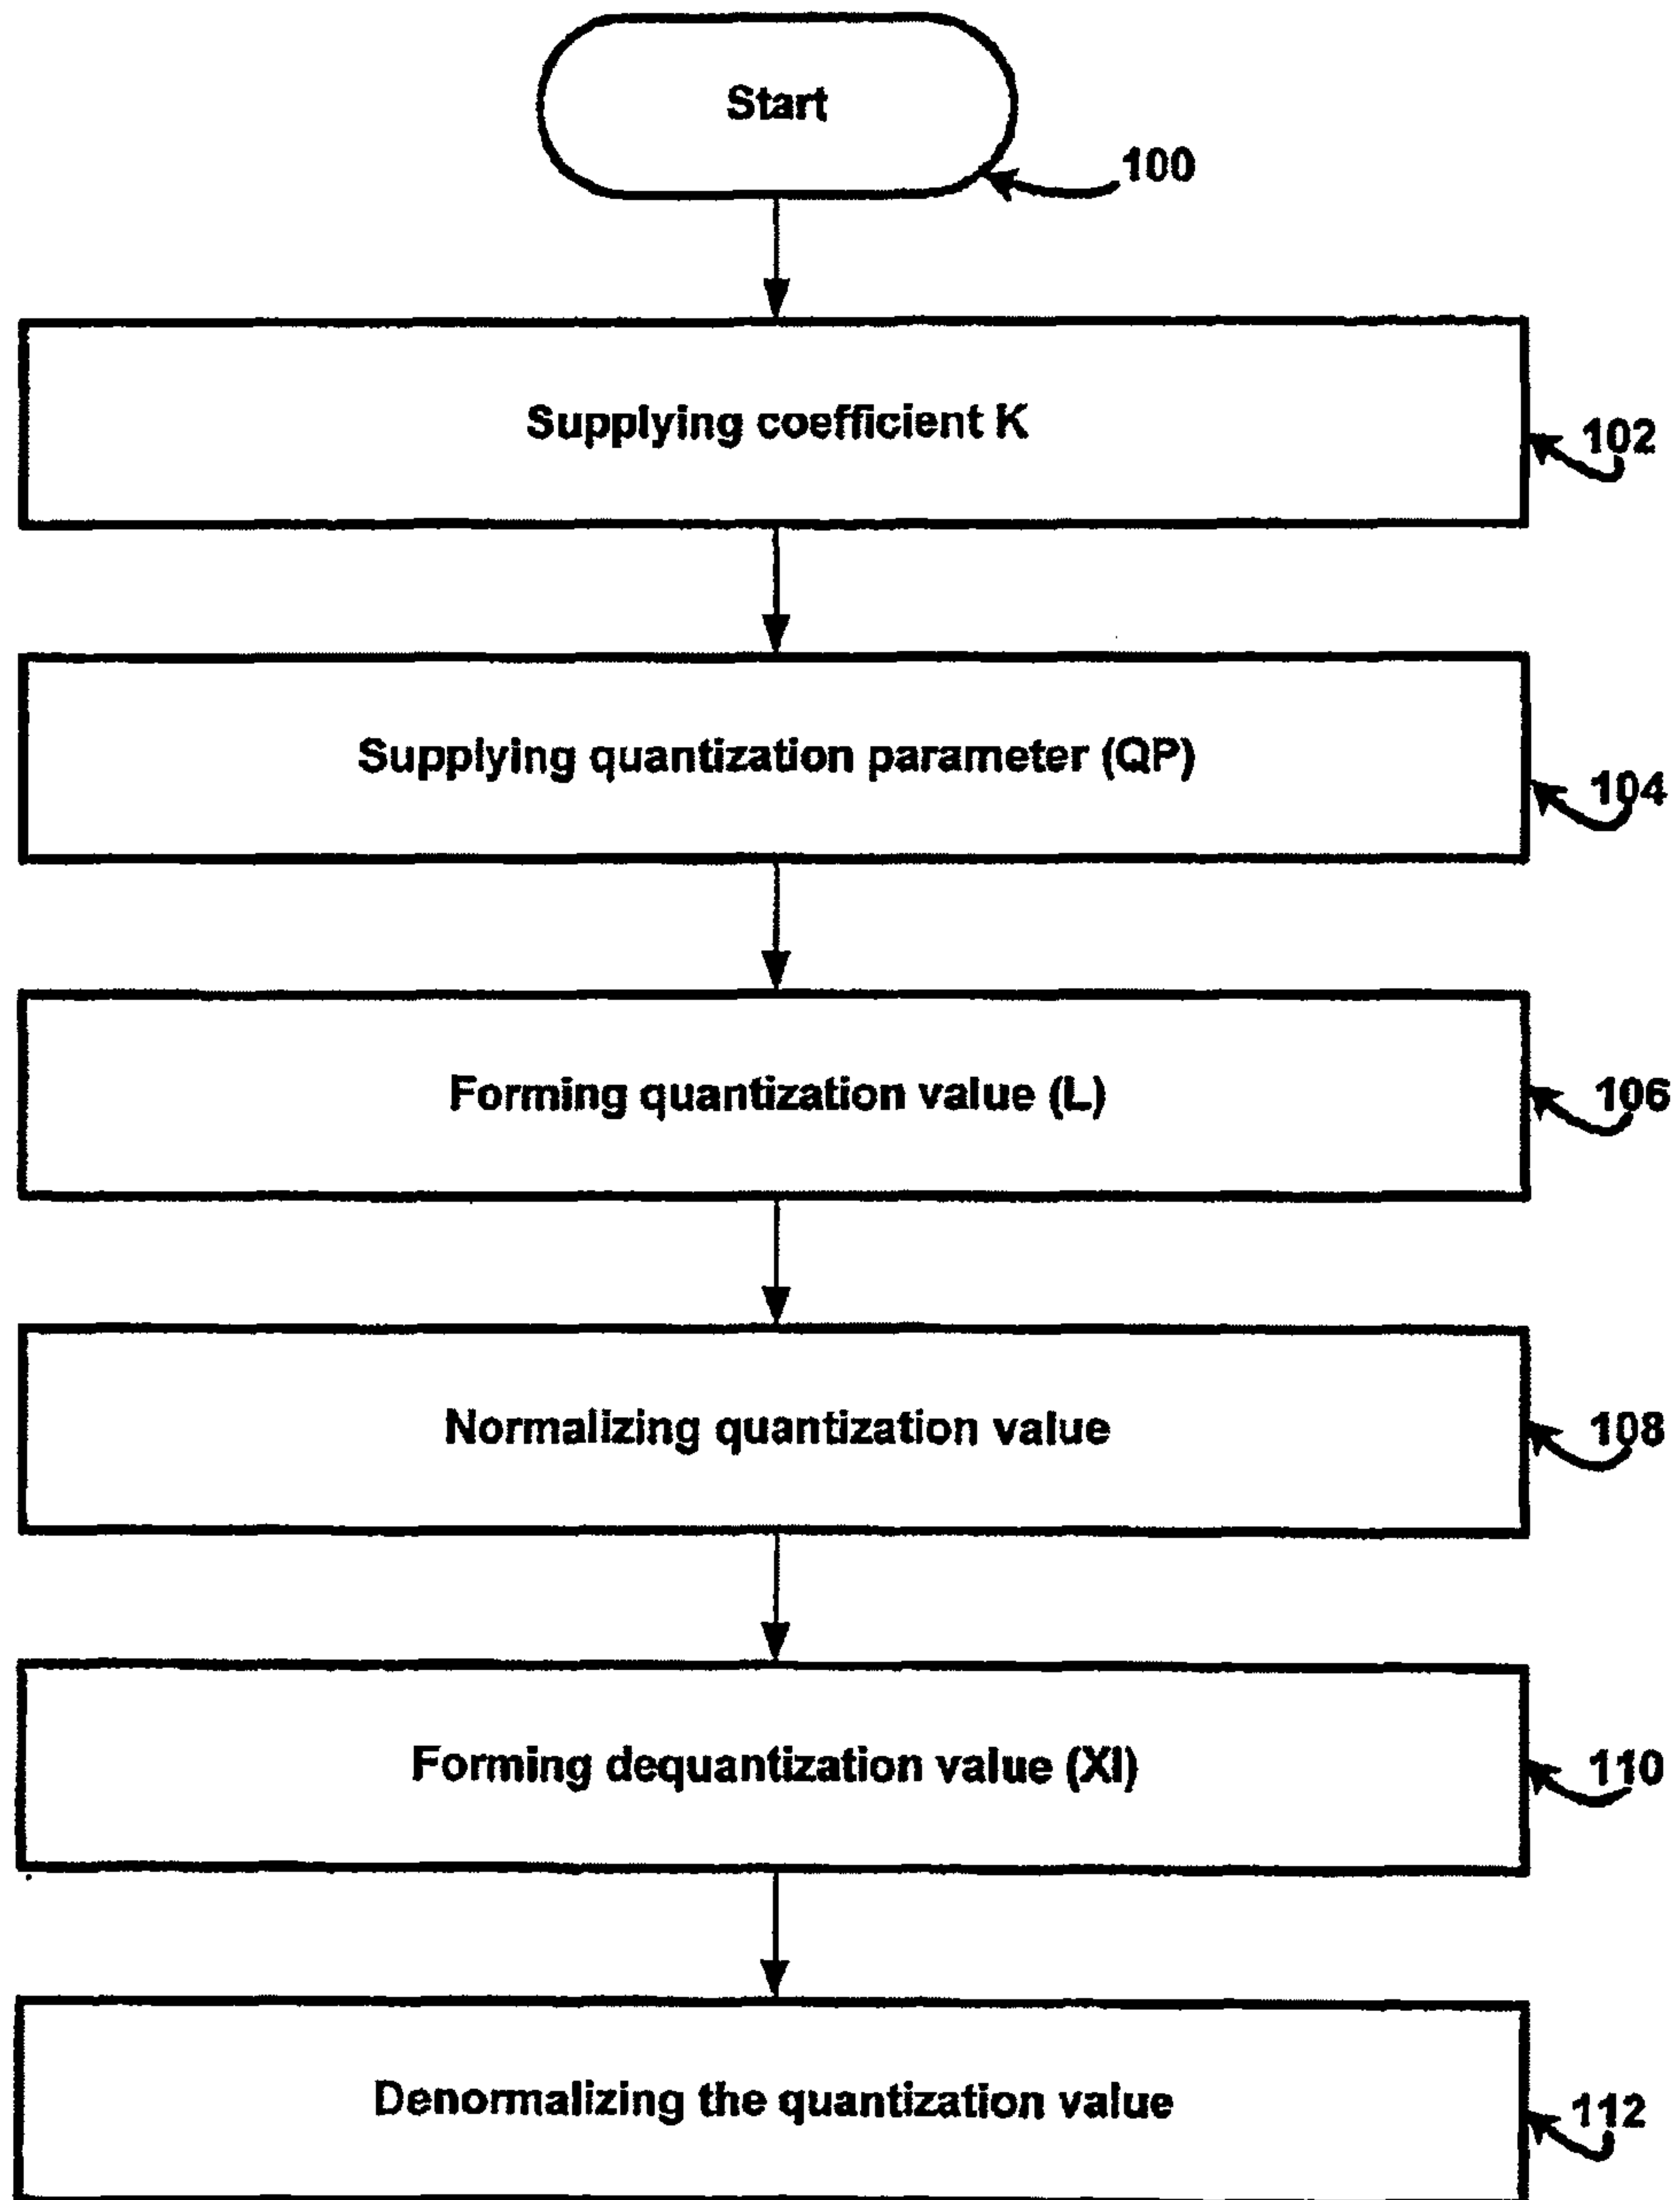 Start
100
Supplying coefficient K
102
Supplying quantization parameter (QP)
104
Forming quantization value (L)
106
Normalizing quantization value
108
Forming dequantization value (XI)
110
Denormalizing the quantization value
112